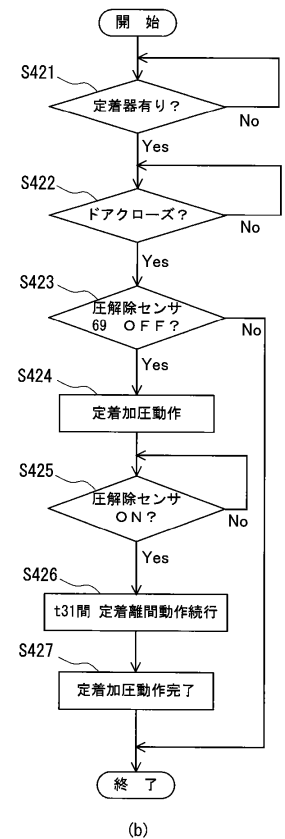 開 始
S421
定着器有り?
No
Yes
S422
ドアクローズ?
No
Yes
S423
圧解除センサ
69 OFF?
No
Yes
S424
定着加圧動作
S425
圧解除センサ
ON?
No
Yes
S426
t31間 定着離間動作続行
S427
定着加圧動作完了
終 了
(b)